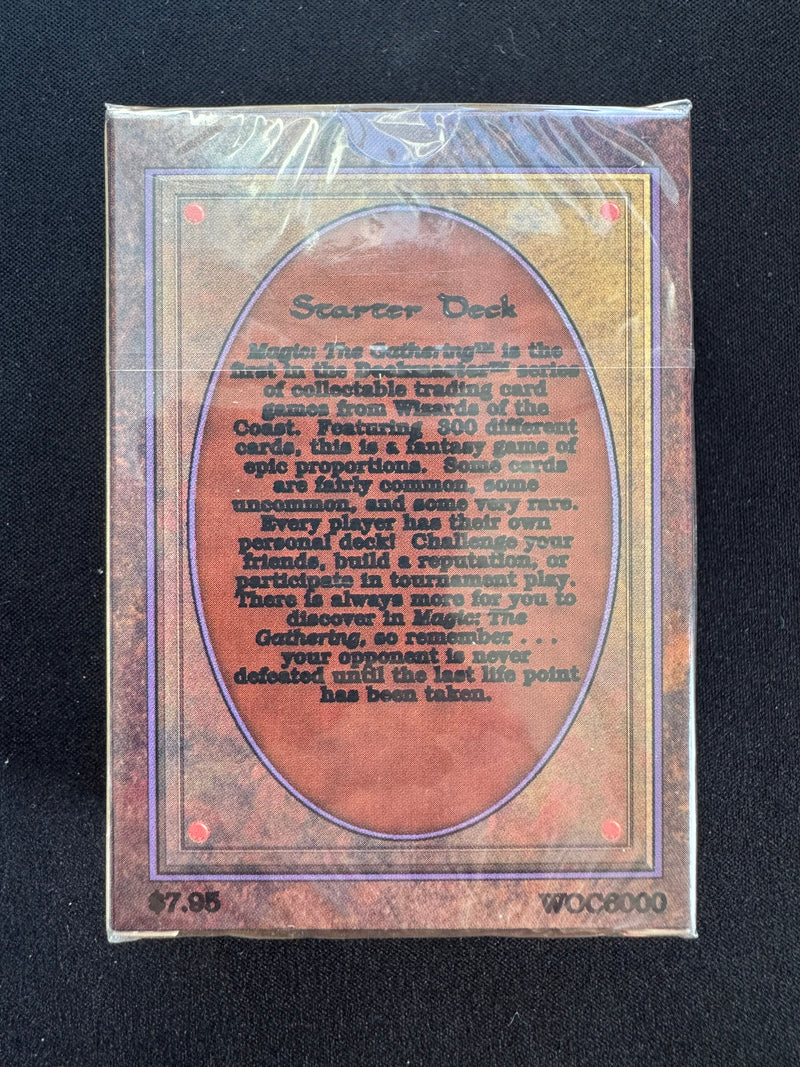 Starter Deck
Magic: The Gathering™ is the
first in the Deckmaster™ series
of collectable trading card
games from Wizards of the
Coast. Featuring 300 different
cards, this is a fantasy game of
epic proportions. Some cards
are fairly common, some
uncommon, and some very rare.
Every player has their own
personal deck! Challenge your
friends, build a reputation, or
participate in tournament play.
There is always more for you to
discover in Magic: The
Gathering, so remember . . .
your opponent is never
defeated until the last life point
has been taken.
$7.95
WOC6000